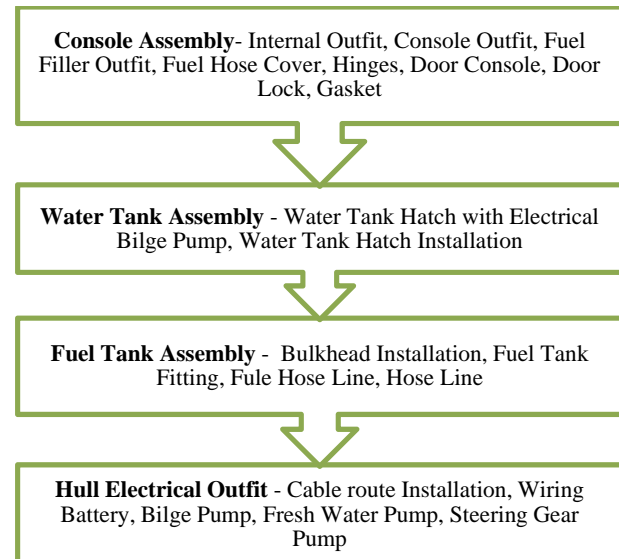 Console Assembly- Internal Outfit, Console Outfit, Fuel
Filler Outfit, Fuel Hose Cover, Hinges, Door Console, Door
Lock, Gasket
Water Tank Assembly - Water Tank Hatch with Electrical
Bilge Pump, Water Tank Hatch Installation
Fuel Tank Assembly - Bulkhead Installation, Fuel Tank
Fitting, Fule Hose Line, Hose Line
Hull Electrical Outfit - Cable route Installation, Wiring
Battery, Bilge Pump, Fresh Water Pump, Steering Gear
Pump